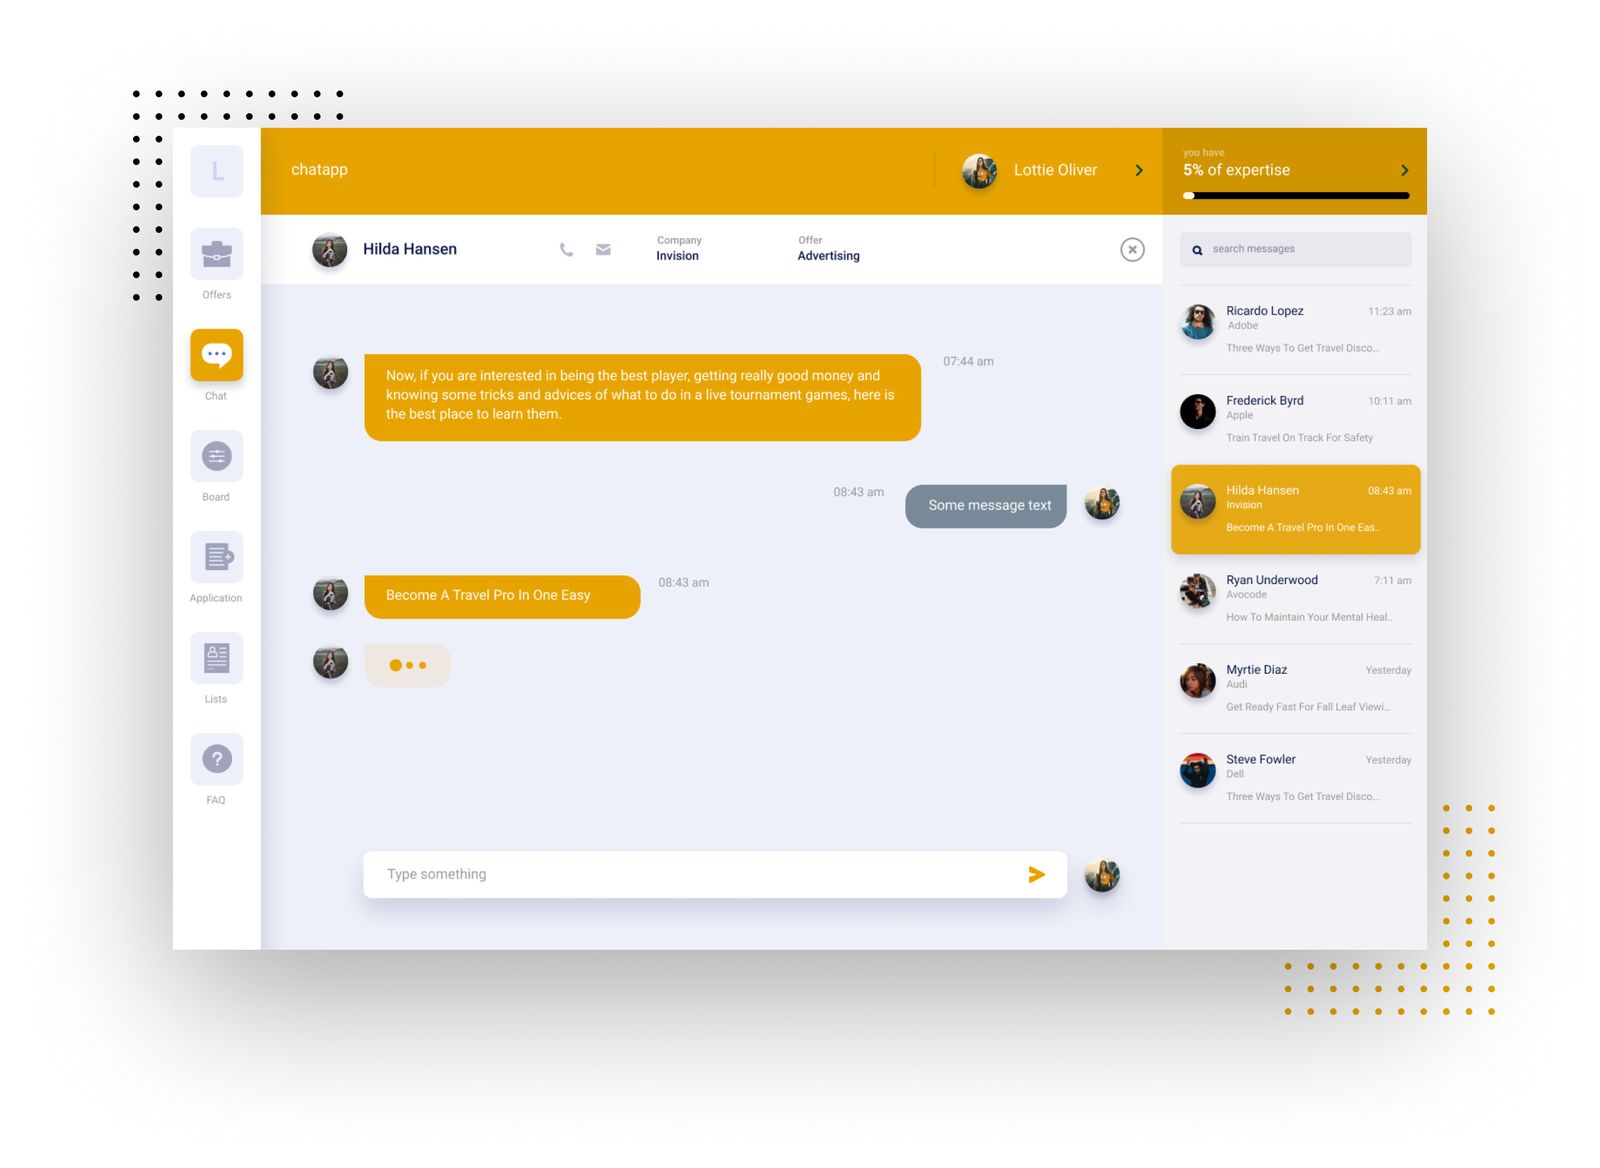 L
Offers
Chat
Board
Application
Lists
?
FAQ
chatapp
Lottie Oliver
you have
5% of expertise
Hilda Hansen
Company
Invision
Offer
Advertising
search messages
07:44 am
Now, if you are interested in being the best player, getting really good money and
knowing some tricks and advices of what to do in a live tournament games, here is
the best place to learn them.
08:43 am
Some message text
Become A Travel Pro In One Easy
08:43 am
Type something
Ricardo Lopez
11:23 am
Adobe
Three Ways To Get Travel Disco...
Frederick Byrd
10:11 am
Apple
Train Travel On Track For Safety
Hilda Hansen
08:43 am
Invision
Become A Travel Pro In One Eas..
Ryan Underwood
7:11 am
Avocode
How To Maintain Your Mental Heal..
Myrtie Diaz
Yesterday
Audi
Get Ready Fast For Fall Leaf Viewi...
Steve Fowler
Yesterday
Dell
Three Ways To Get Travel Disco...